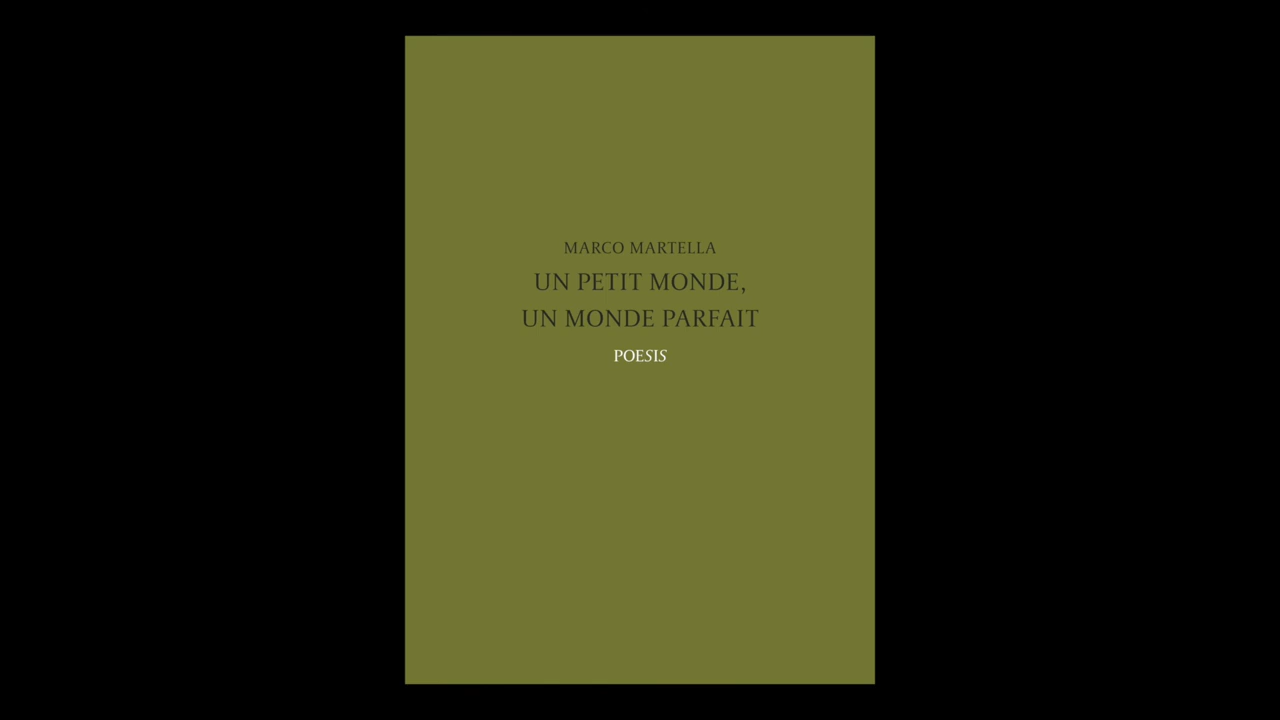 MARCO MARTELLA
UN PETIT MONDE,
UN MONDE PARFAIT
POESIS